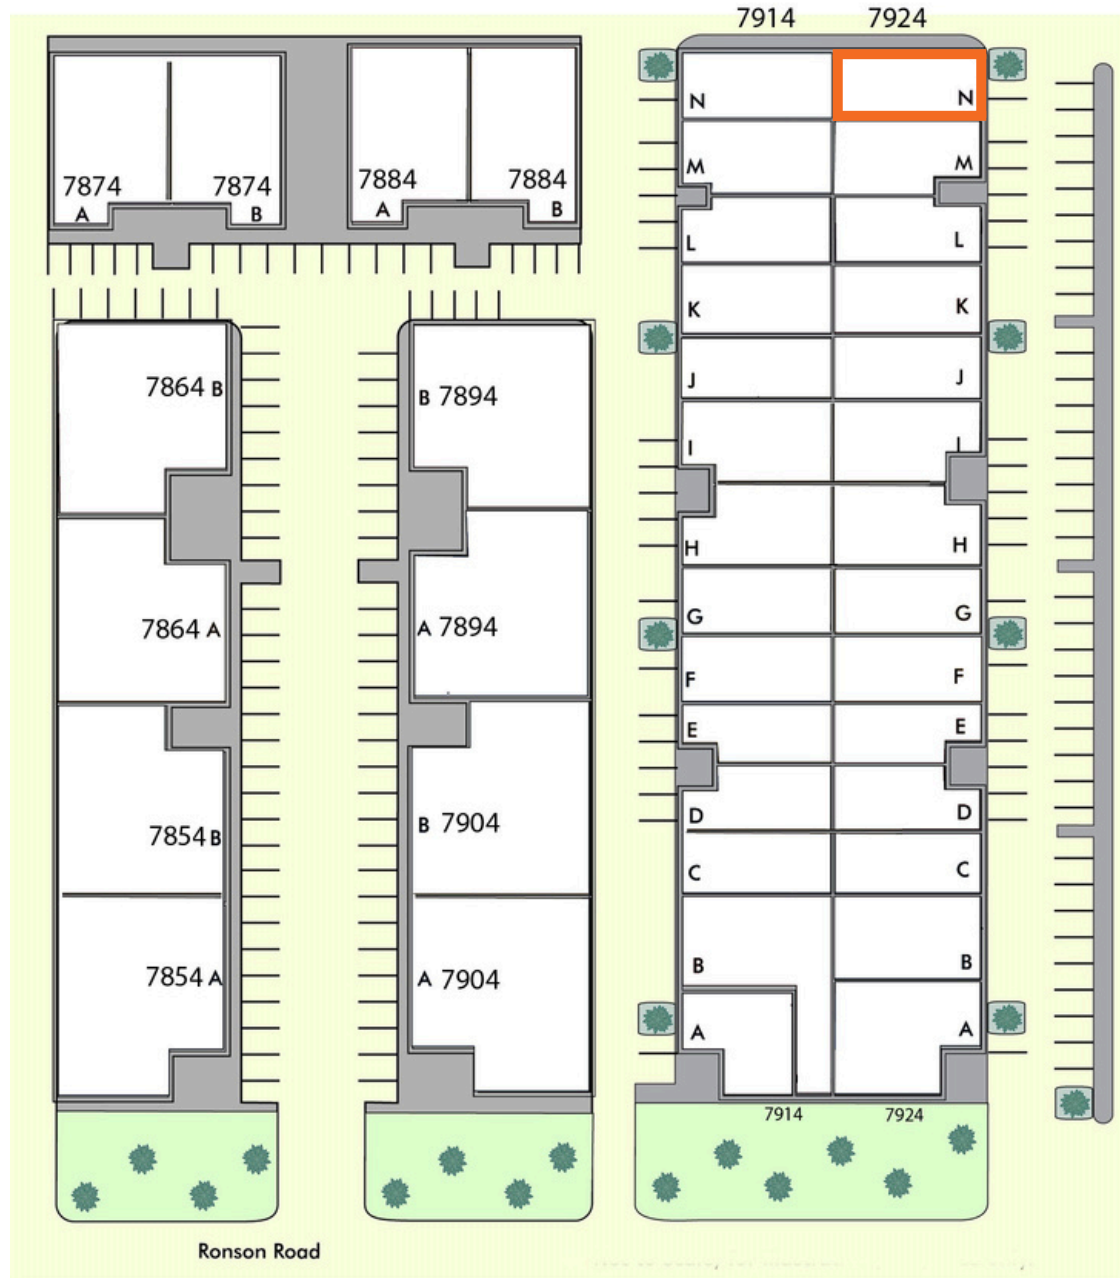 7914 7924
N N
M M
7874 7874 7884 7884
A B A B
L L
K K
J J
7864 B
B 7894
I I
H H
G G
7864 A
A 7894
F F
E E
D D
7854 B
B 7904
C C
B B
7854 A
A 7904
A A
7914 7924
Ronson Road